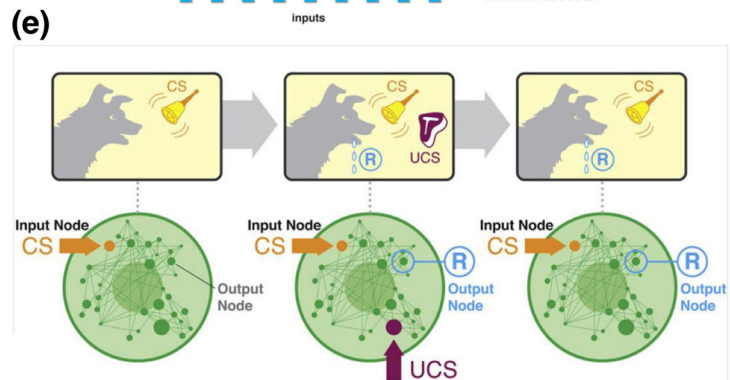 (e)
inputs
CS
CS
R
UCS
CS
R
Input Node
CS
Output
Node
Input Node
CS
R
Output
Node
UCS
Input Node
CS
R
Output
Node